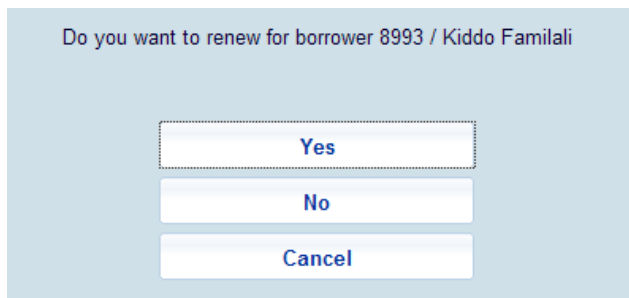 Do you want to renew for borrower 8993 / Kiddo Familali
Yes
No
Cancel